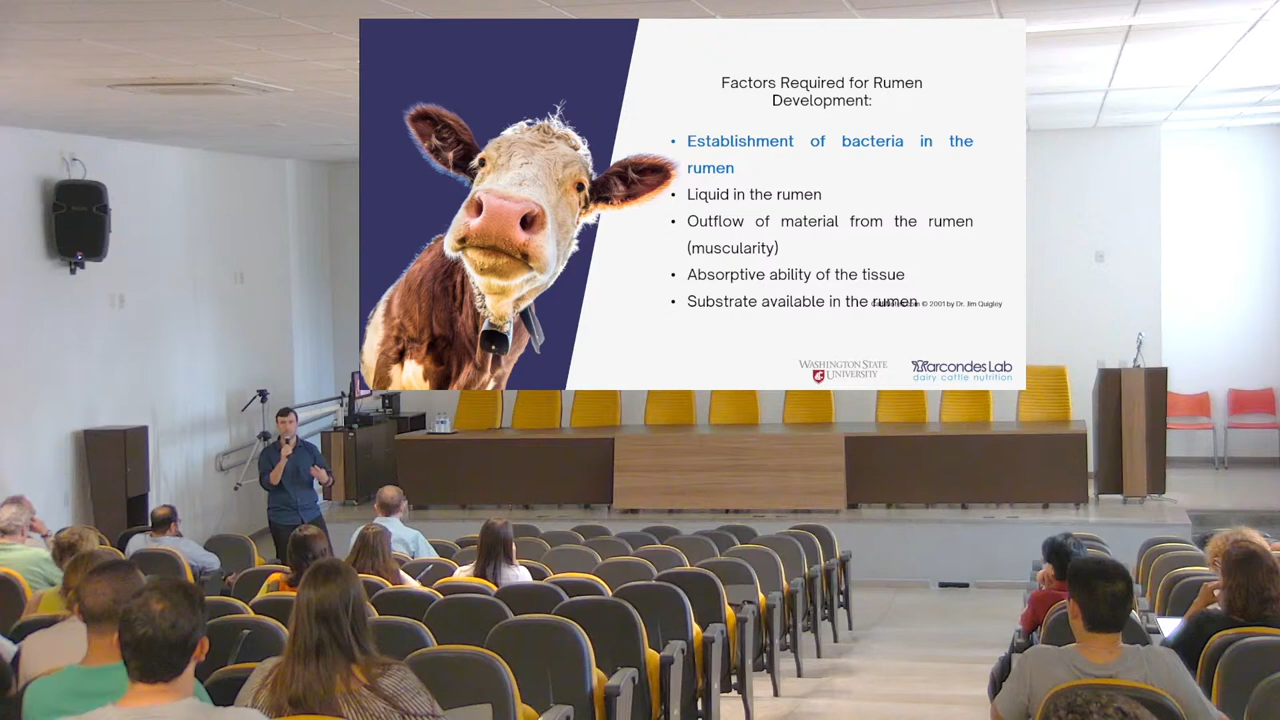 Factors Required for Rumen
Development:
• Establishment of bacteria in the
rumen
• Liquid in the rumen
• Outflow of material from the rumen
(muscularity)
• Absorptive ability of the tissue
• Substrate available in the rumen
© 2001 by Dr. Jim Quigley
WASHINGTON STATE
UNIVERSITY
Marcondes Lab
dairy cattle nutrition